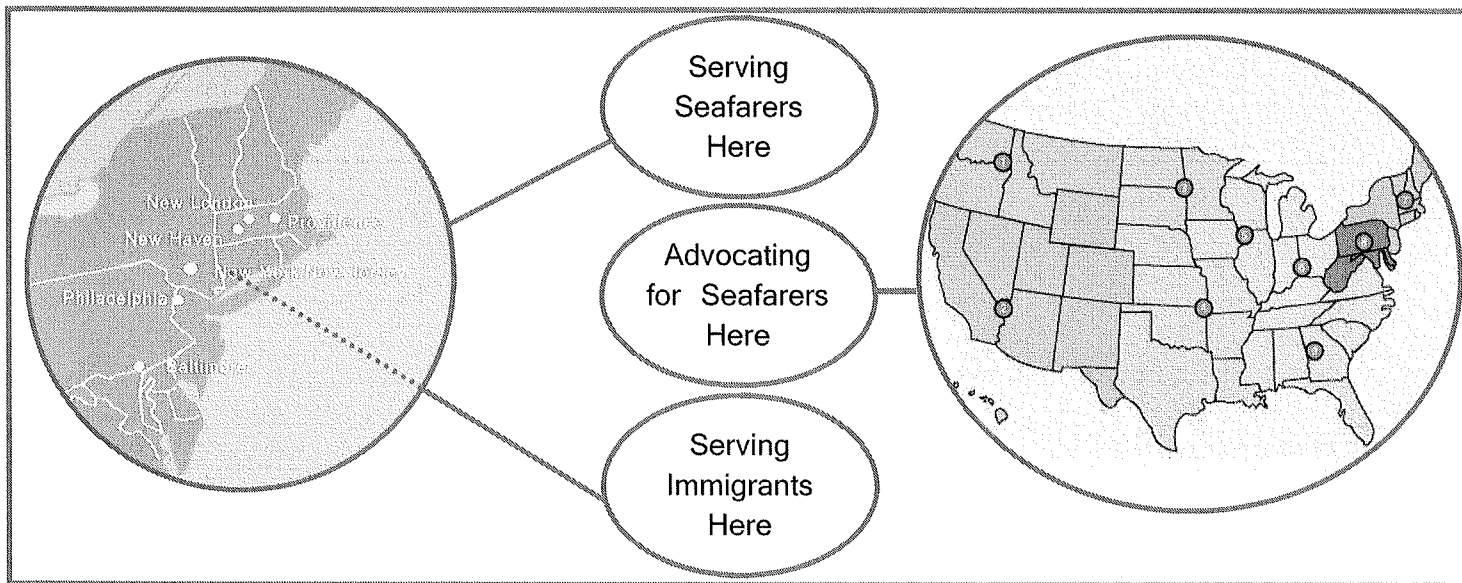 New London
Providence
New Haven
New York/New Jersey
Philadelphia
Baltimore
Serving
Seafarers
Here
Advocating
for Seafarers
Here
Serving
Immigrants
Here